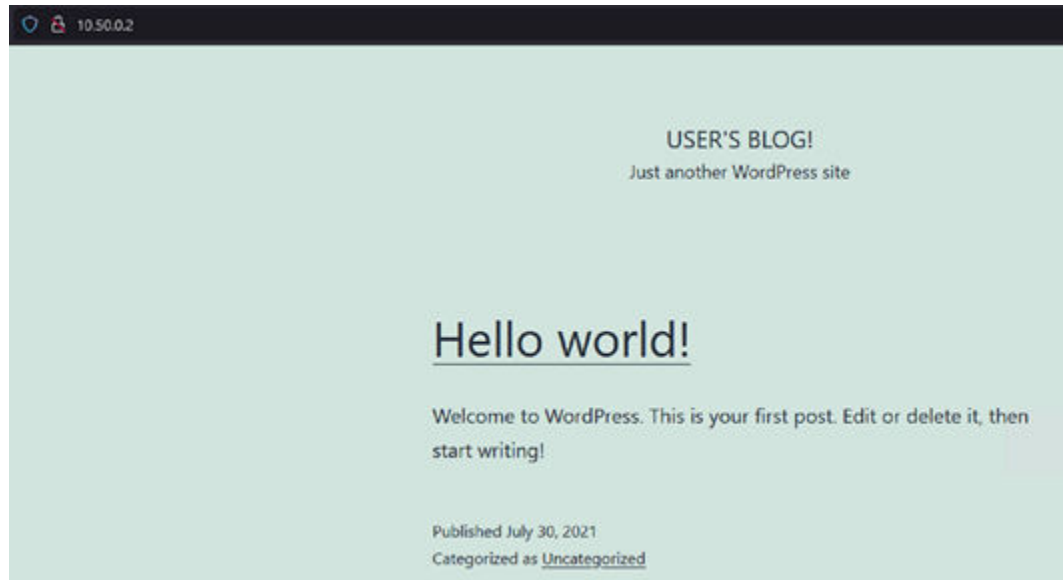 10.50.0.2
USER'S BLOG!
Just another WordPress site
Hello world!
Welcome to WordPress. This is your first post. Edit or delete it, then
start writing!
Published July 30, 2021
Categorized as Uncategorized